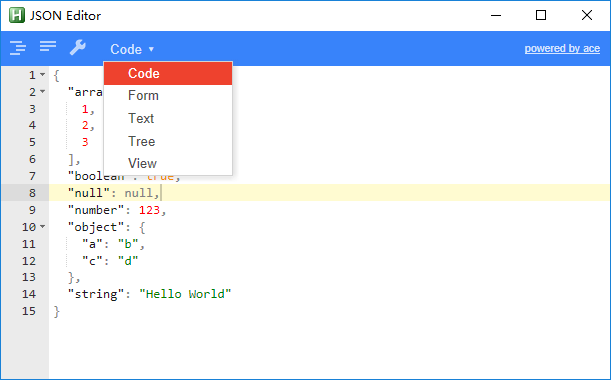 JSON Editor
Code ▾ powered by ace
Code
Form
Text
Tree
View
1 {
2 "arra
3 1,
4 2,
5 3
6 ],
7 "boolean": true,
8 "null": null,
9 "number": 123,
10 "object": {
11 "a": "b",
12 "c": "d"
13 },
14 "string": "Hello World"
15 }